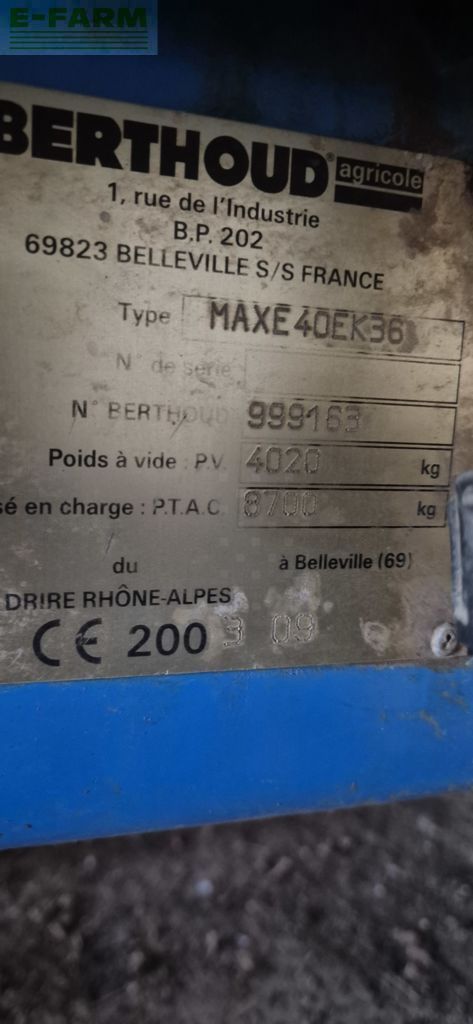 E-FARM
BERTHOUD® agricole
1, rue de l'Industrie
B.P. 202
69823 BELLEVILLE S/S FRANCE
Type MAXE40EK36
N° de série
N° BERTHOUD 999163
Poids à vide : P.V. 4020 kg
sé en charge : P.T.A.C. 8700 kg
du à Belleville (69)
DRIRE RHÔNE-ALPES
CE 2003 09